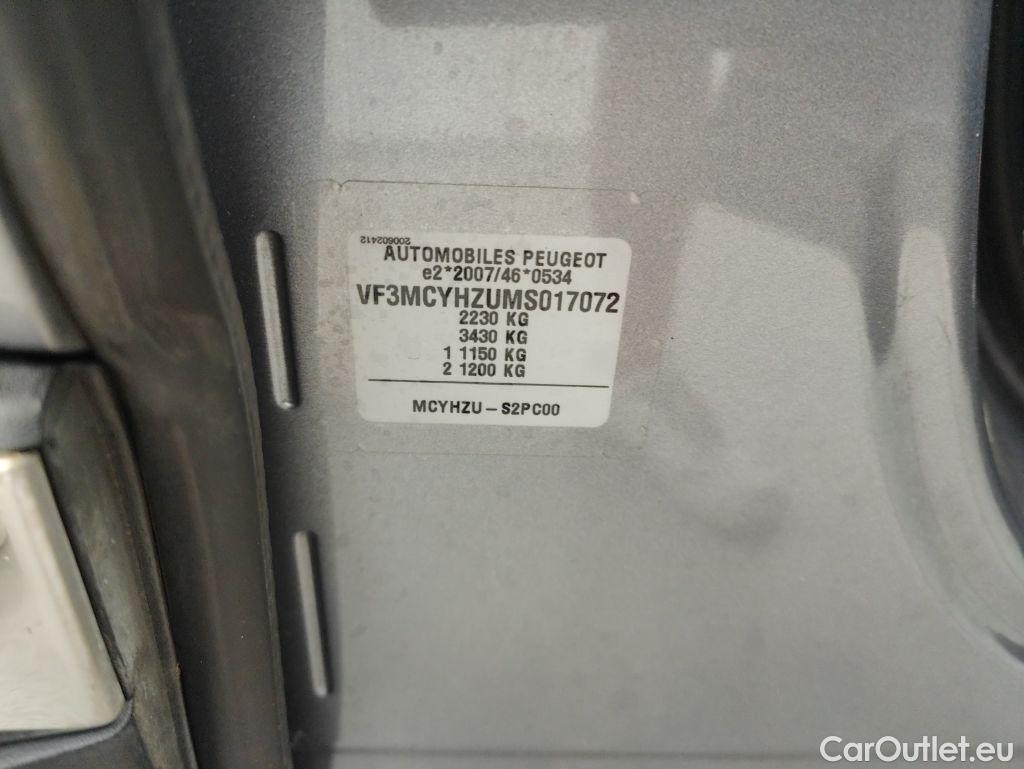 200602412
AUTOMOBILES PEUGEOT
e2*2007/46*0534
VF3MCYHZUMS017072
2230 KG
3430 KG
1 1150 KG
2 1200 KG
MCYHZU - S2PC00
CarOutlet.eu